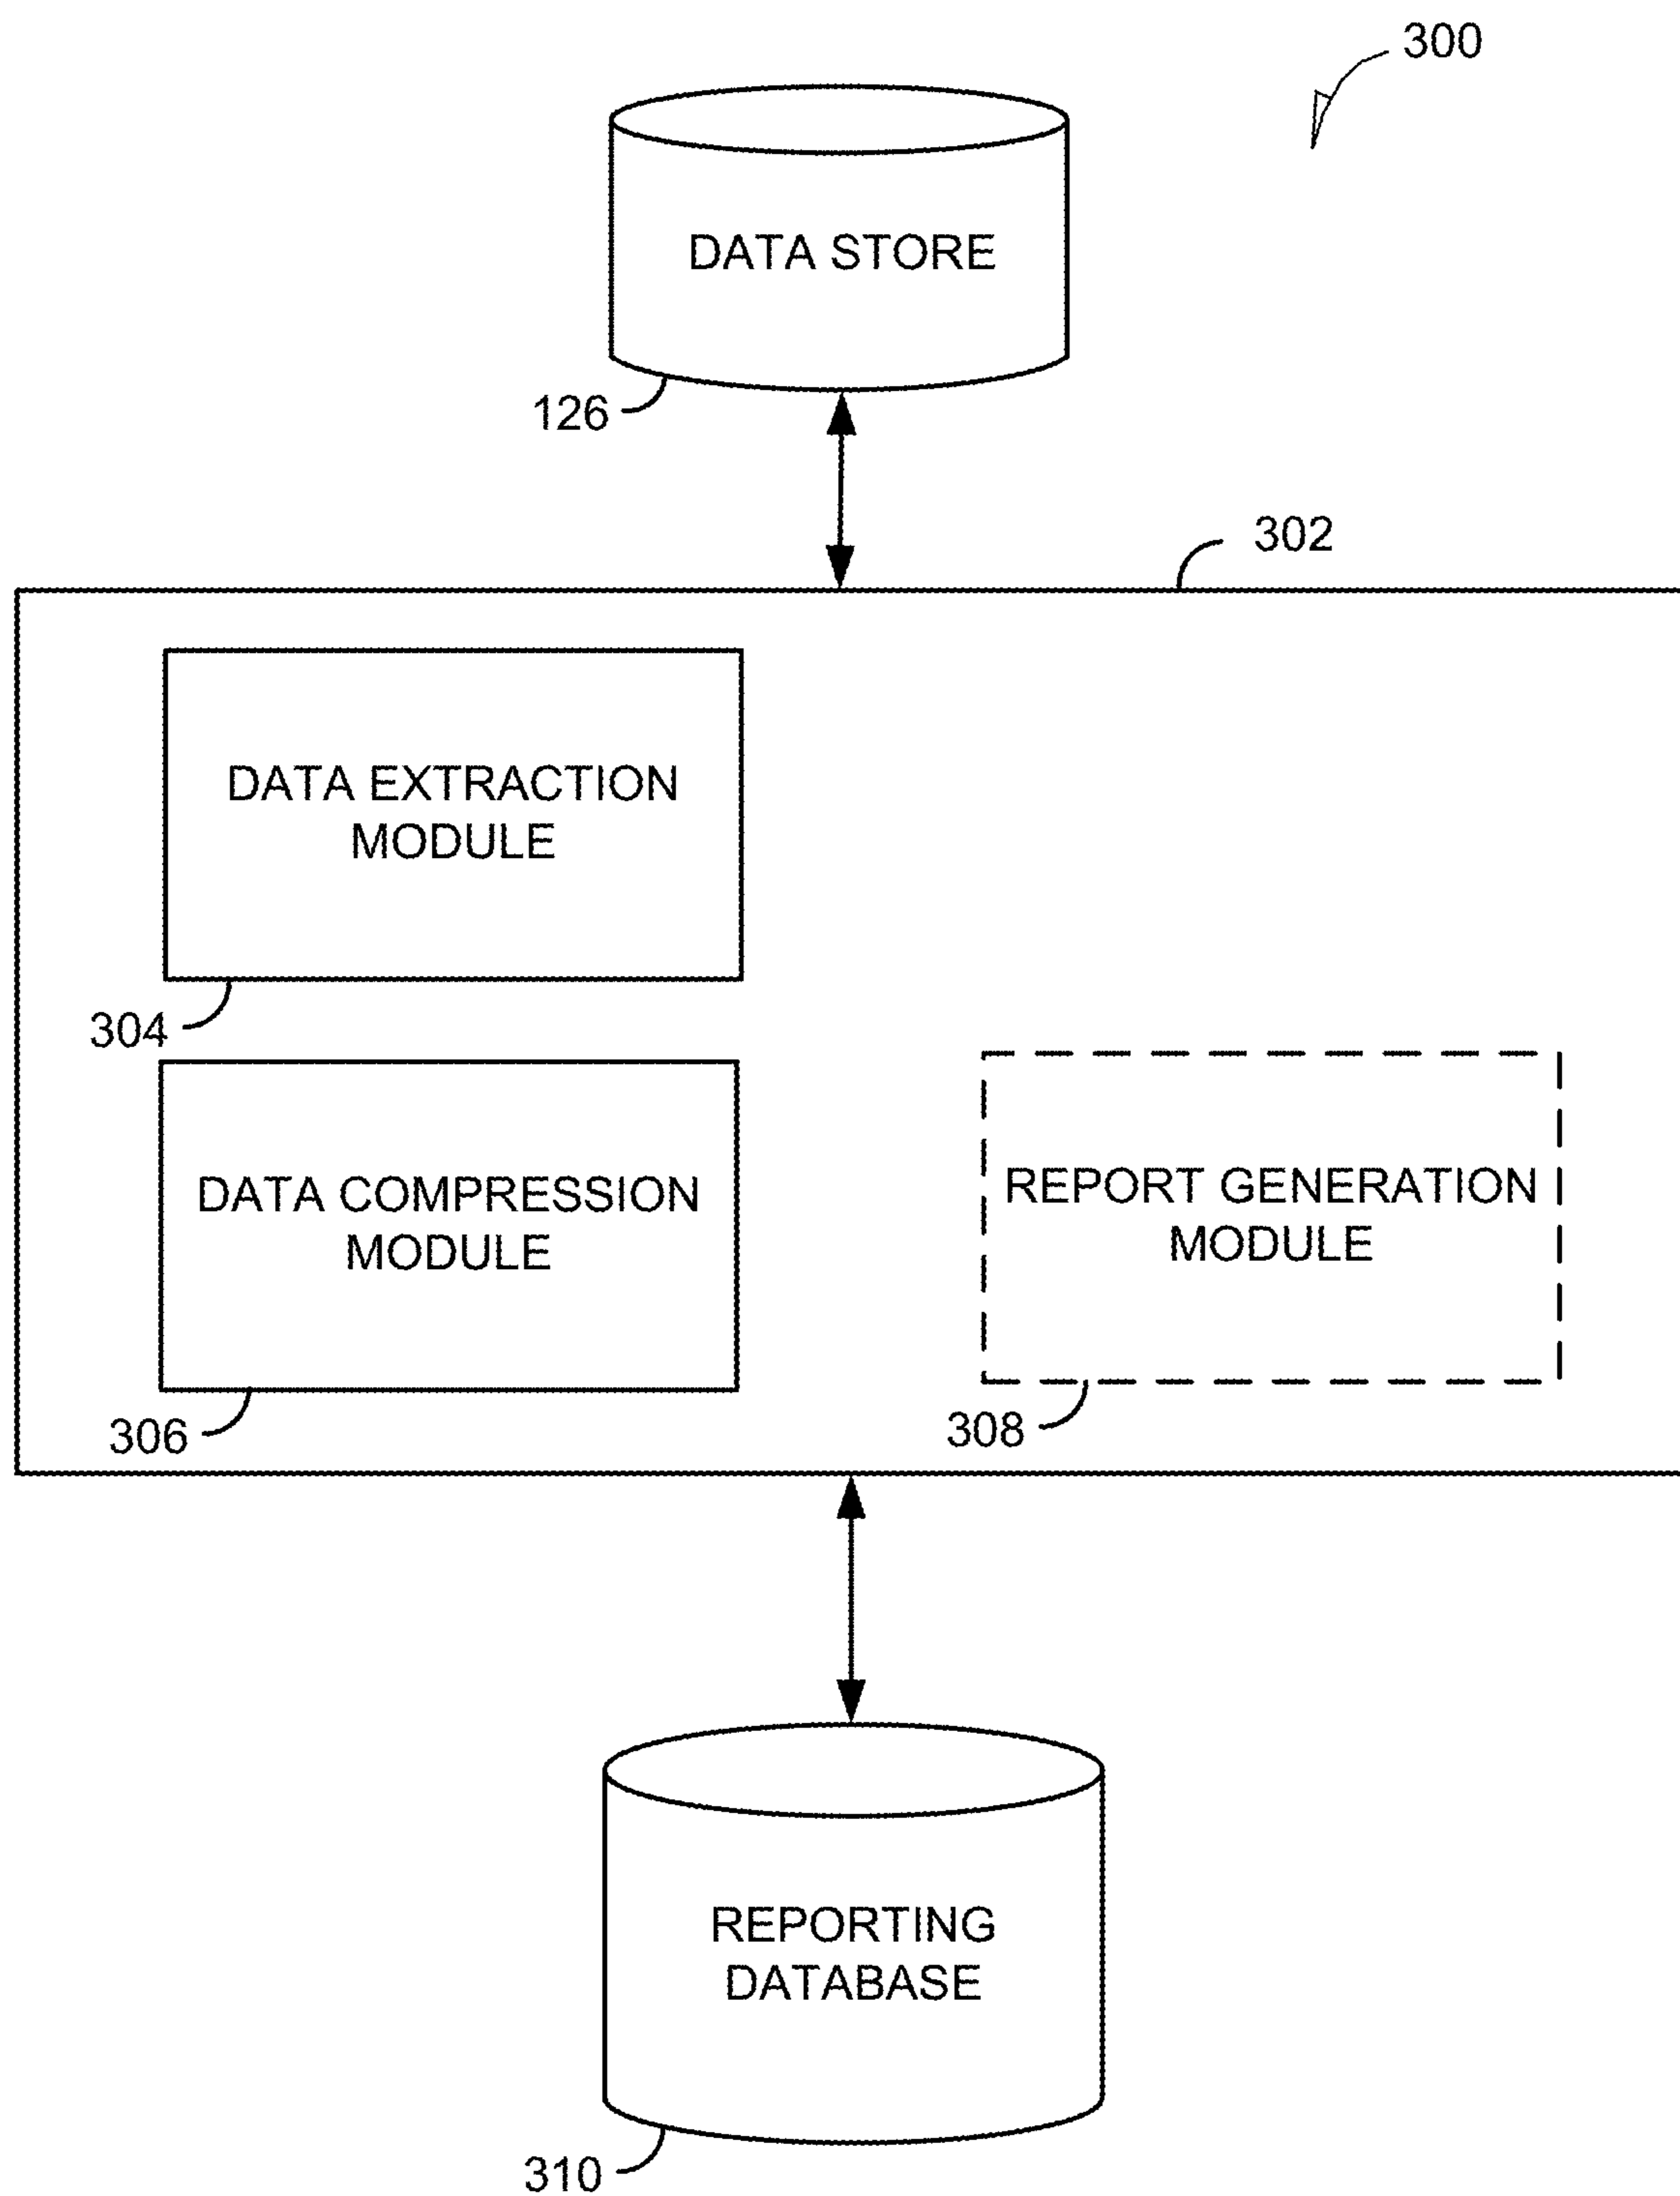 300
DATA STORE
126
302
DATA EXTRACTION
MODULE
304
DATA COMPRESSION
MODULE
306
REPORT GENERATION
MODULE
308
REPORTING
DATABASE
310